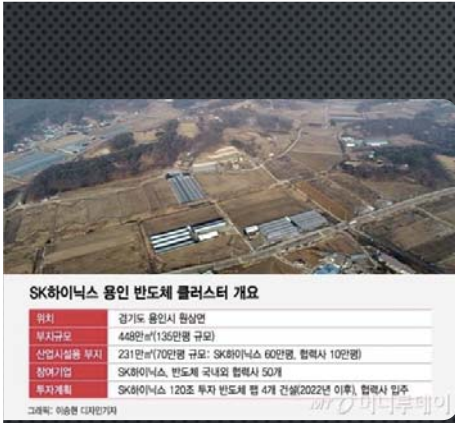 SK하이닉스 용인 반도체 클러스터 개요
위치 경기도 용인시 원삼면
부지규모 448만㎡(135만평 규모)
산업시설용 부지 231만㎡(70만평 규모: SK하이닉스 60만평, 협력사 10만평)
참여기업 SK하이닉스, 반도체 국내외 협력사 50개
투자계획 SK하이닉스 120조 투자 반도체 팹 4개 건설(2022년 이후), 협력사 입주
그래픽: 이승현 디자인기자
머니투데이